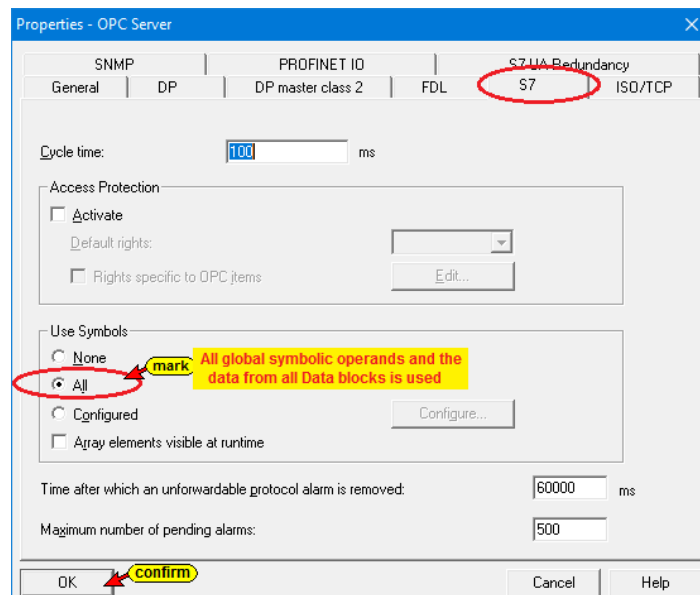 Properties - OPC Server
SNMP PROFINET IO S7 UA Redundancy
General DP DP master class 2 FDL S7 ISO/TCP
Cycle time: 100 ms
Access Protection
Activate
Default rights:
Rights specific to OPC items Edit...
Use Symbols
None
mark All global symbolic operands and the
data from all Data blocks is used
All
Configured Configure...
Array elements visible at runtime
Time after which an unforwardable protocol alarm is removed: 60000 ms
Maximum number of pending alarms: 500
OK confirm Cancel Help